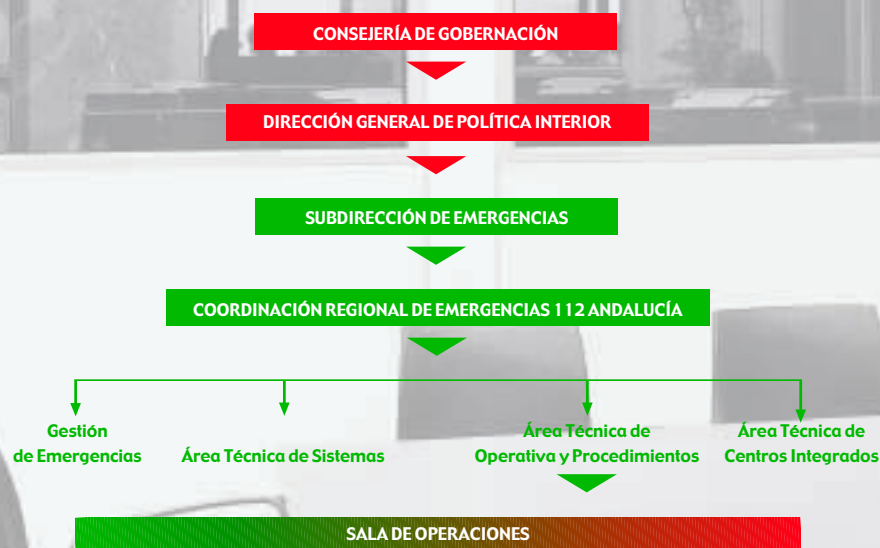 CONSEJERÍA DE GOBERNACIÓN
DIRECCIÓN GENERAL DE POLÍTICA INTERIOR
SUBDIRECCIÓN DE EMERGENCIAS
COORDINACIÓN REGIONAL DE EMERGENCIAS 112 ANDALUCÍA
Gestión
de Emergencias
Área Técnica de Sistemas
Área Técnica de
Operativa y Procedimientos
Área Técnica de
Centros Integrados
SALA DE OPERACIONES